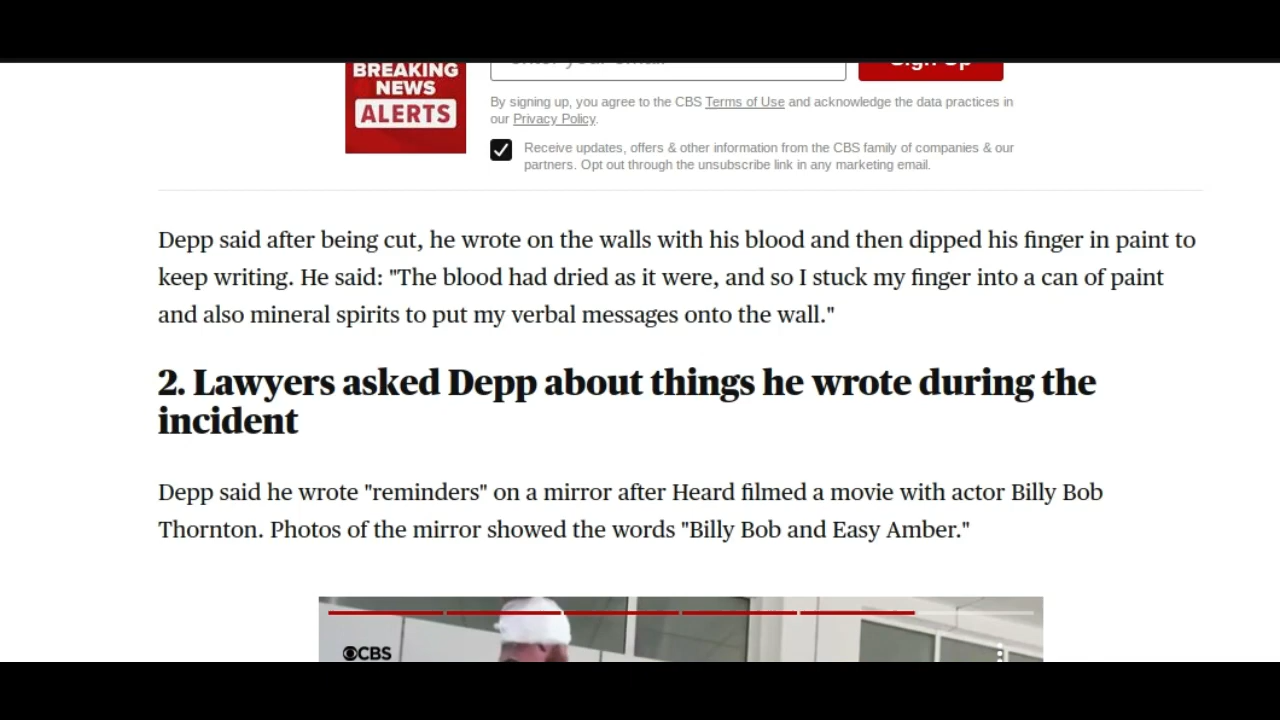 BREAKING
NEWS
ALERTS
Sign Up
By signing up, you agree to the CBS Terms of Use and acknowledge the data practices in
our Privacy Policy.
Receive updates, offers & other information from the CBS family of companies & our
partners. Opt out through the unsubscribe link in any marketing email.
Depp said after being cut, he wrote on the walls with his blood and then dipped his finger in paint to
keep writing. He said: "The blood had dried as it were, and so I stuck my finger into a can of paint
and also mineral spirits to put my verbal messages onto the wall."
2. Lawyers asked Depp about things he wrote during the
incident
Depp said he wrote "reminders" on a mirror after Heard filmed a movie with actor Billy Bob
Thornton. Photos of the mirror showed the words "Billy Bob and Easy Amber."
CBS